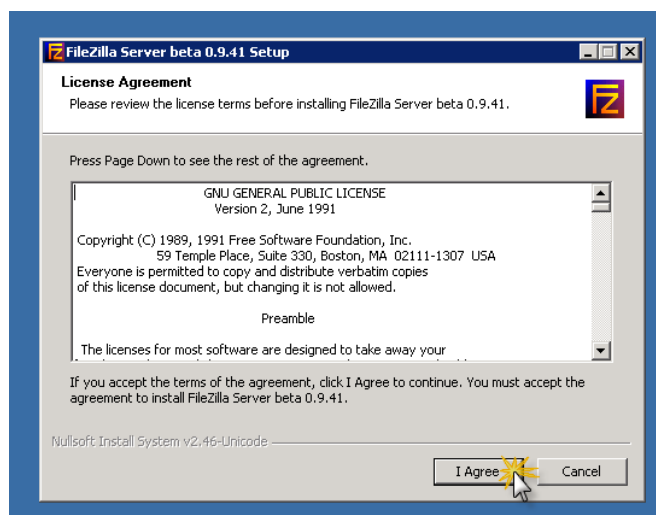 FileZilla Server beta 0.9.41 Setup
License Agreement
Please review the license terms before installing FileZilla Server beta 0.9.41.
FZ
Press Page Down to see the rest of the agreement.
GNU GENERAL PUBLIC LICENSE
Version 2, June 1991
Copyright (C) 1989, 1991 Free Software Foundation, Inc.
59 Temple Place, Suite 330, Boston, MA 02111-1307 USA
Everyone is permitted to copy and distribute verbatim copies
of this license document, but changing it is not allowed.
Preamble
The licenses for most software are designed to take away your
If you accept the terms of the agreement, click I Agree to continue. You must accept the
agreement to install FileZilla Server beta 0.9.41.
Nullsoft Install System v2.46-Unicode
I Agree
Cancel